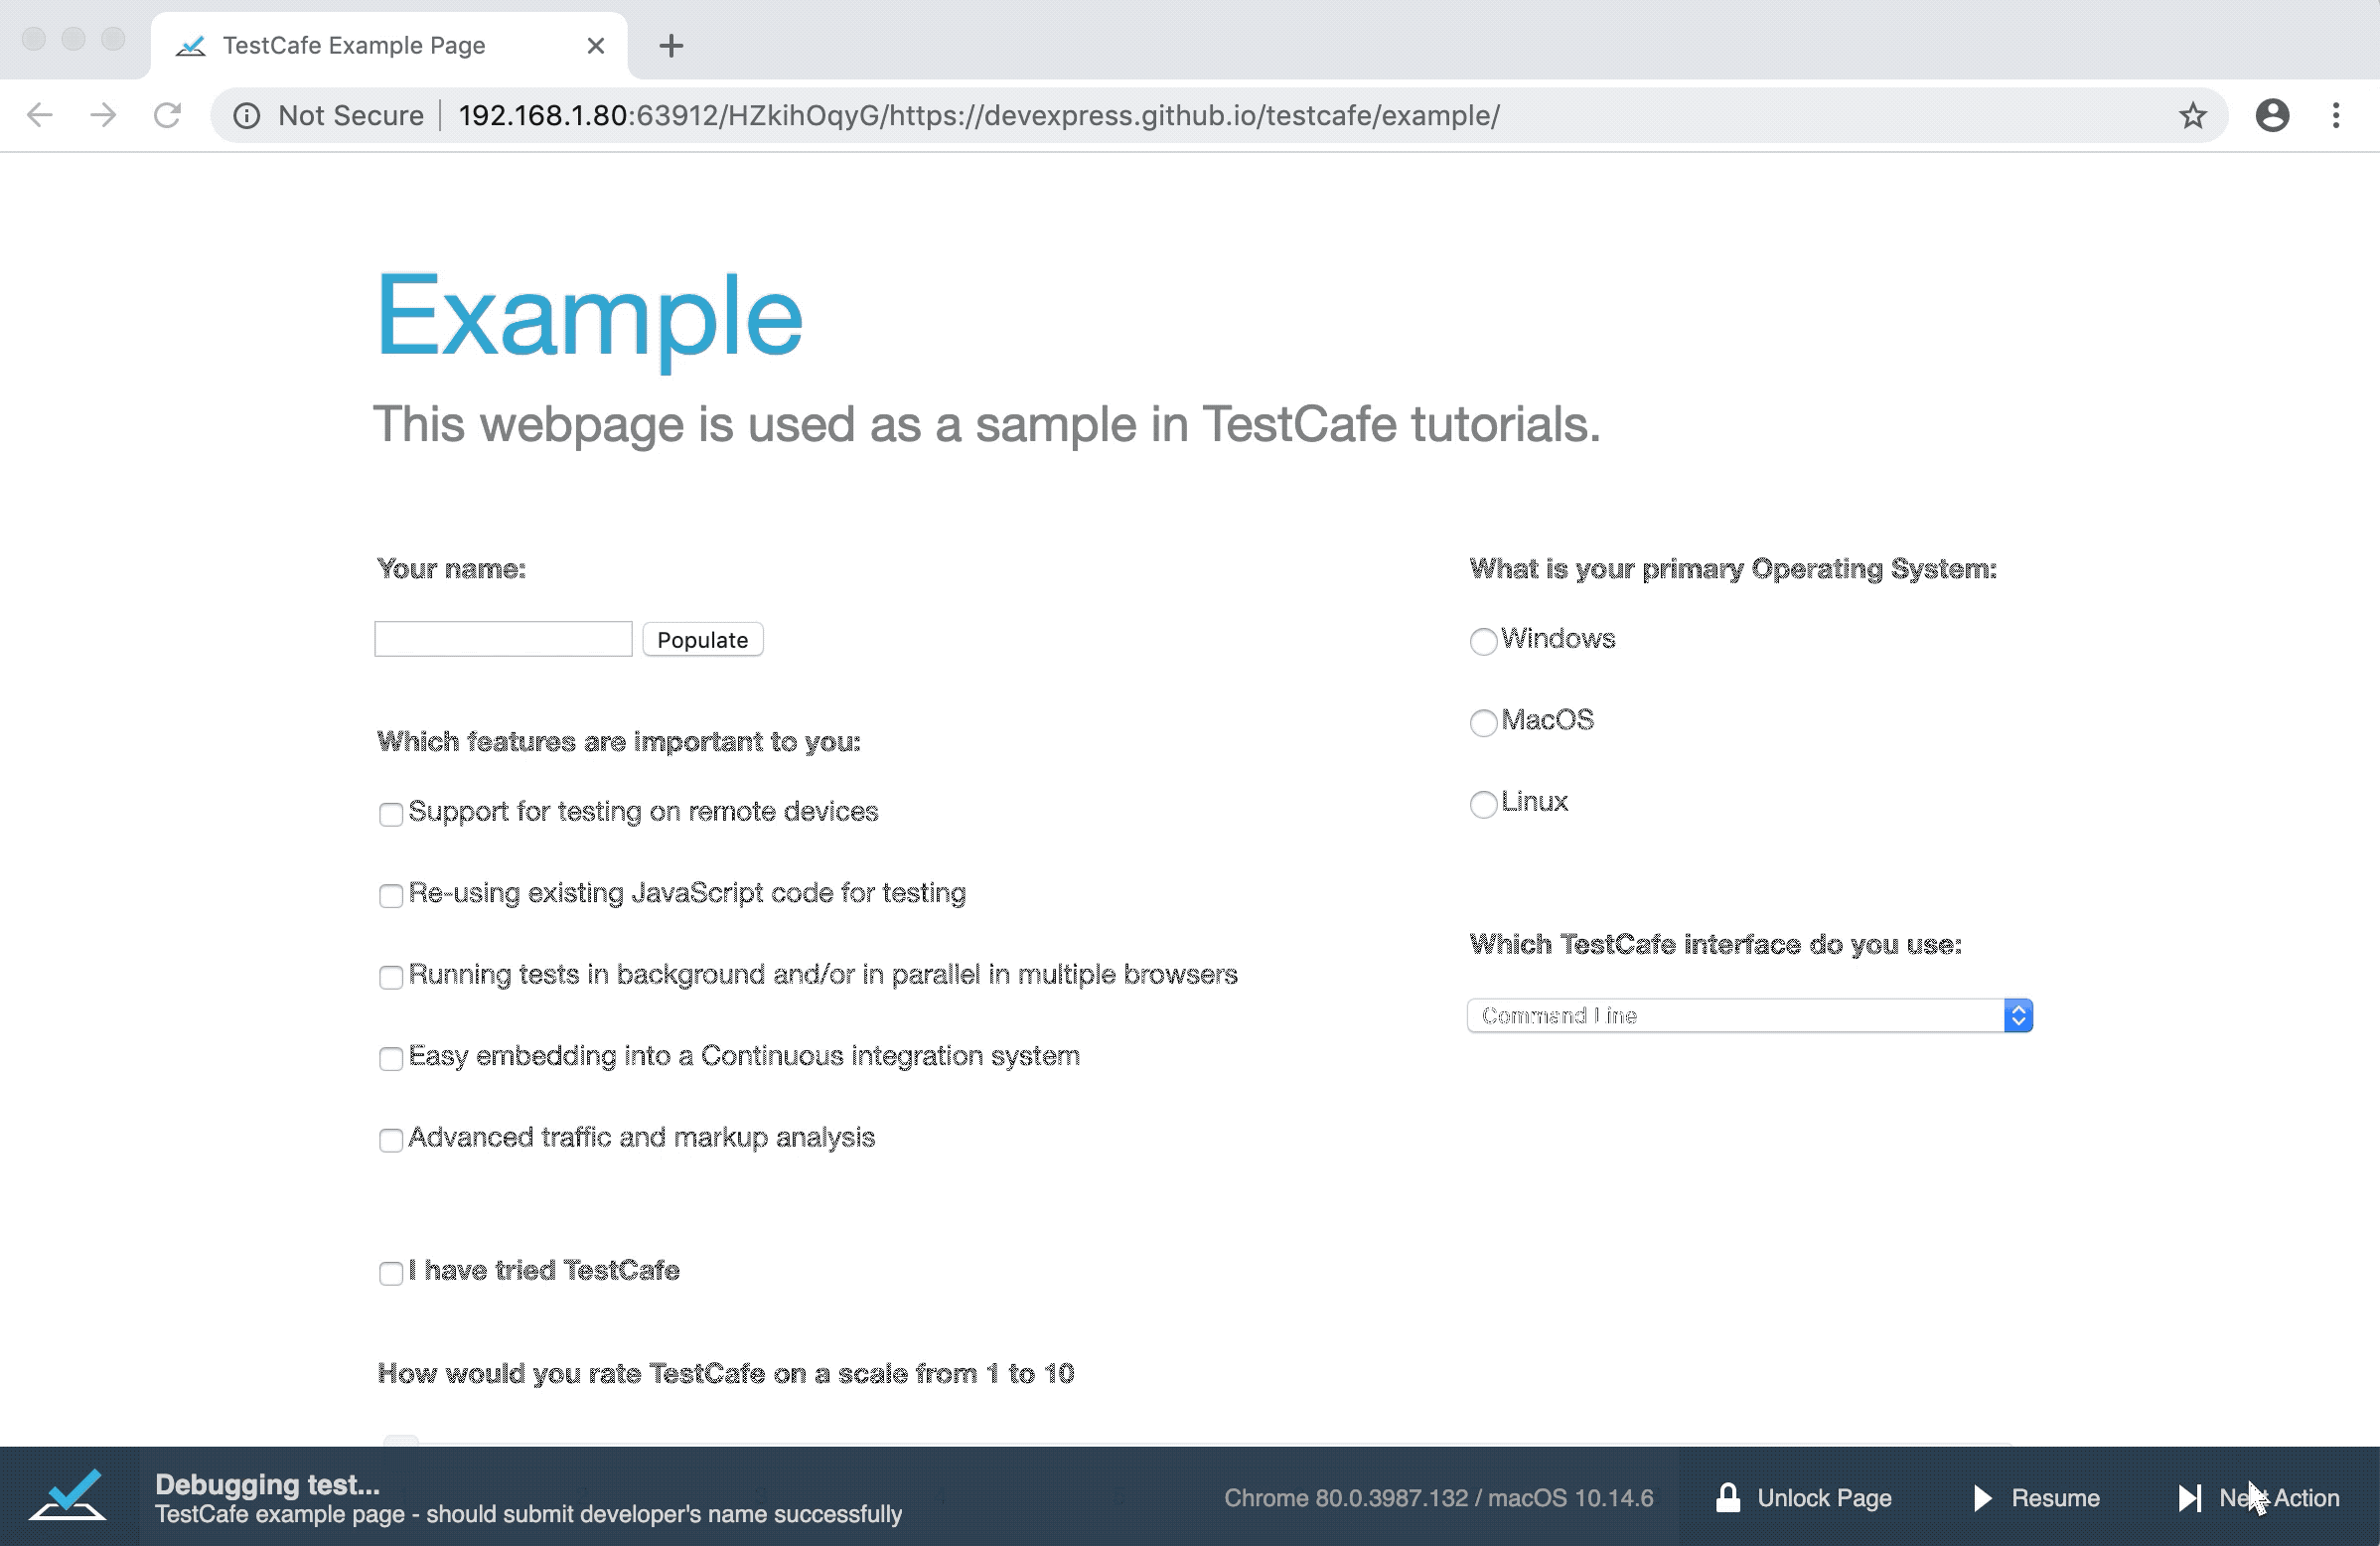 TestCafe Example Page
Not Secure 192.168.1.80:63912/HZkihOqyG/https://devexpress.github.io/testcafe/example/
Example
This webpage is used as a sample in TestCafe tutorials.
Your name:
Populate
Which features are important to you:
Support for testing on remote devices
Re-using existing JavaScript code for testing
Running tests in background and/or in parallel in multiple browsers
Easy embedding into a Continuous integration system
Advanced traffic and markup analysis
I have tried TestCafe
How would you rate TestCafe on a scale from 1 to 10
What is your primary Operating System:
Windows
MacOS
Linux
Which TestCafe interface do you use:
Command Line
Debugging test...
TestCafe example page - should submit developer's name successfully
Chrome 80.0.3987.132 / macOS 10.14.6
Unlock Page
Resume
Next Action